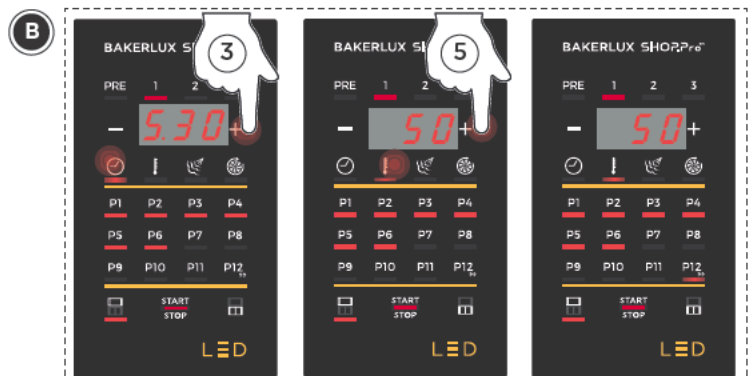 B
BAKERLUX S
3
PRE 1 2
- 5.30 +
P1 P2 P3 P4
P5 P6 P7 P8
P9 P10 P11 P12
START
STOP
LED
BAKERLUX S
5
PRE 1 2
- 50 +
P1 P2 P3 P4
P5 P6 P7 P8
P9 P10 P11 P12
START
STOP
LED
BAKERLUX SHOP.Pro™
PRE 1 2 3
- 50 +
P1 P2 P3 P4
P5 P6 P7 P8
P9 P10 P11 P12
START
STOP
LED